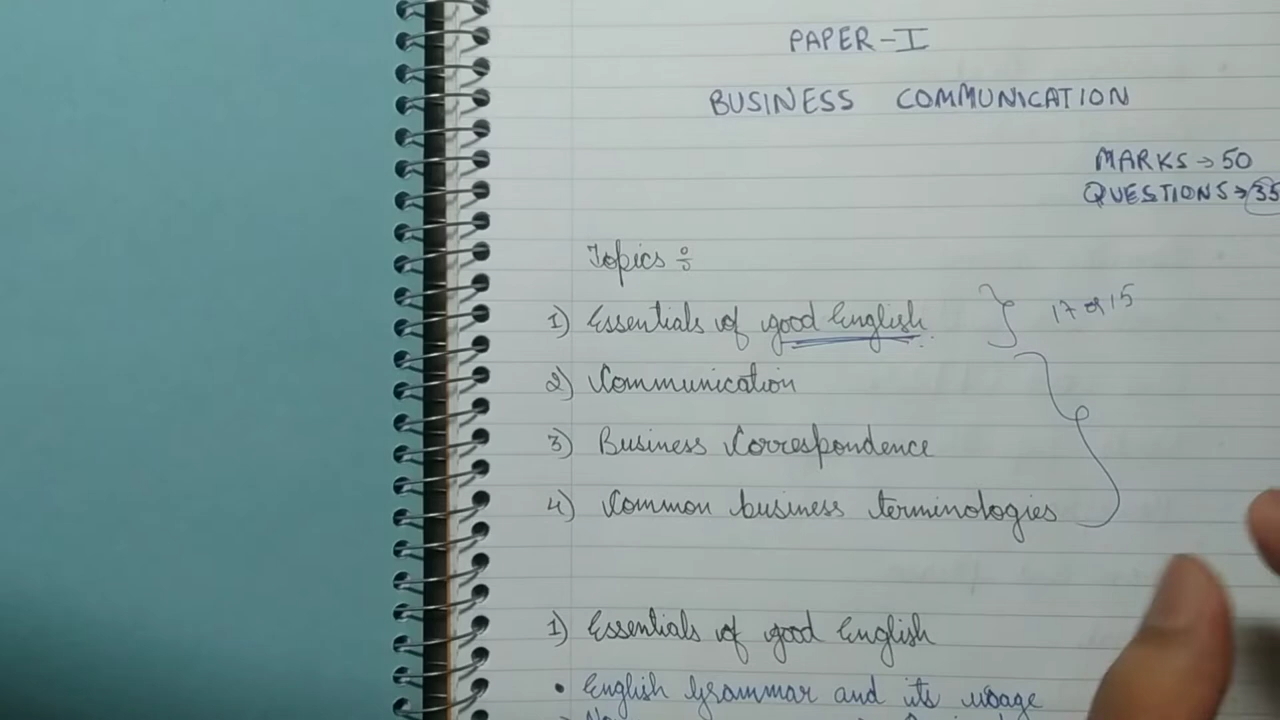 PAPER-I
BUSINESS COMMUNICATION
MARKS → 50
QUESTIONS → 35
Topics :
1) Essentials of good English } 17 or 15
2) Communication
3) Business Correspondence
4) Common business terminologies
1) Essentials of good English
• English Grammar and its usage